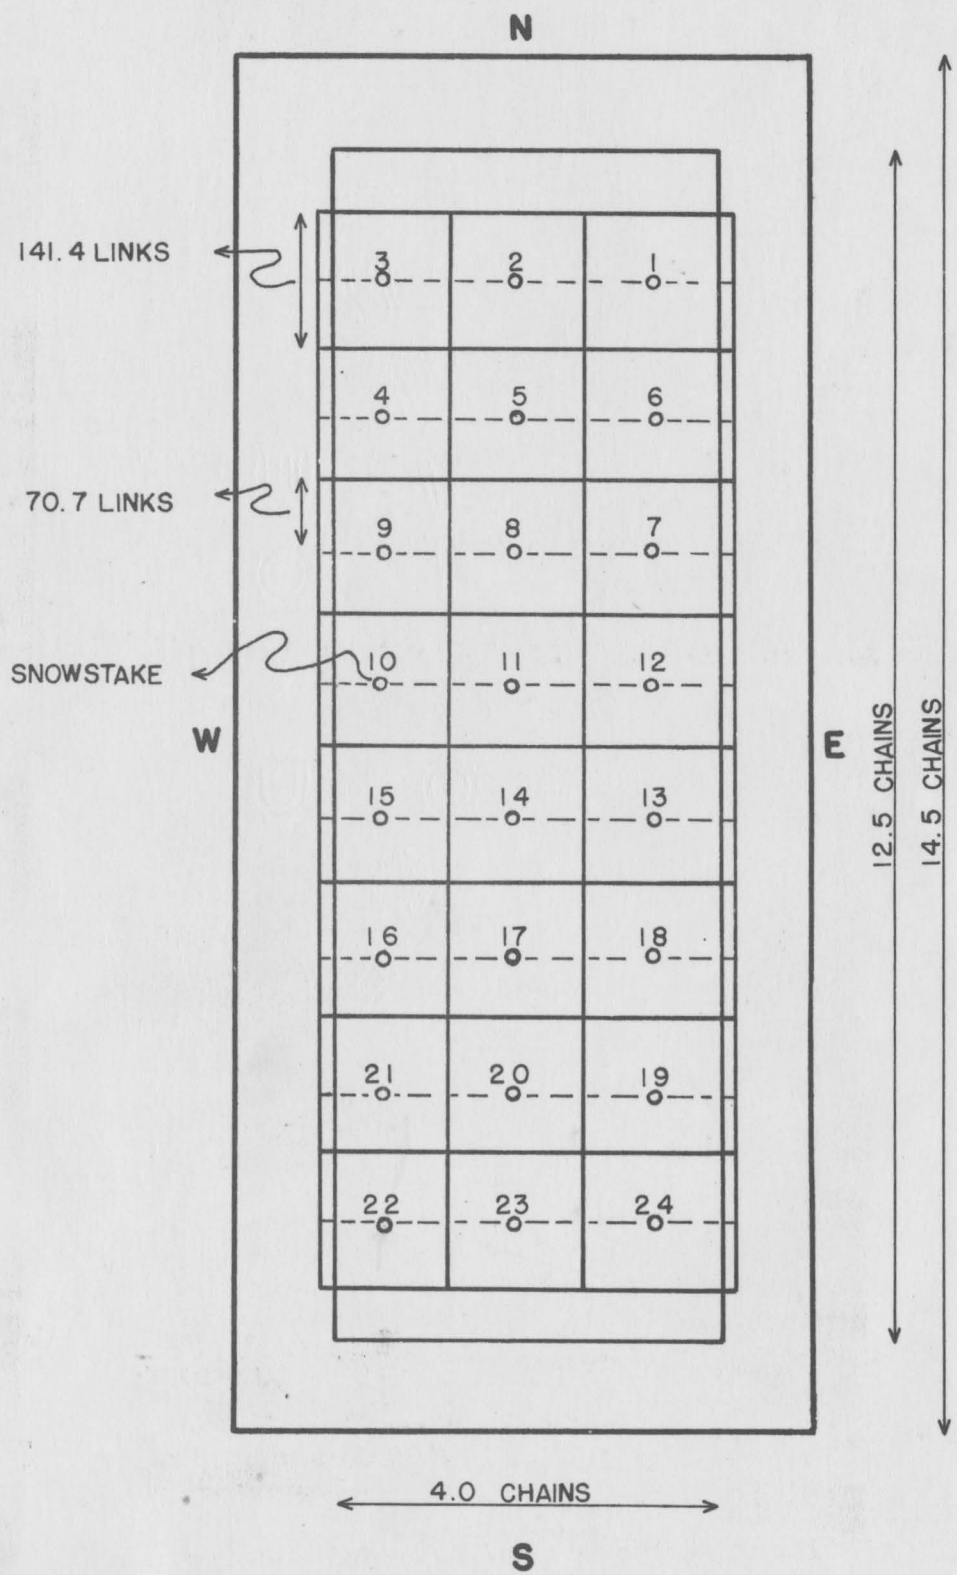 N
141.4 LINKS
3 2 1
4 5 6
70.7 LINKS
9 8 7
SNOWSTAKE
10 11 12
W
E
12.5 CHAINS
14.5 CHAINS
15 14 13
16 17 18
21 20 19
22 23 24
4.0 CHAINS
S